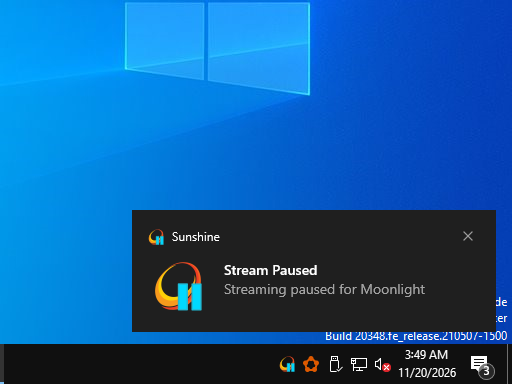 Sunshine
Stream Paused
Streaming paused for Moonlight
Build 20348.fe_release.210507-1500
3:49 AM
11/20/2026
3